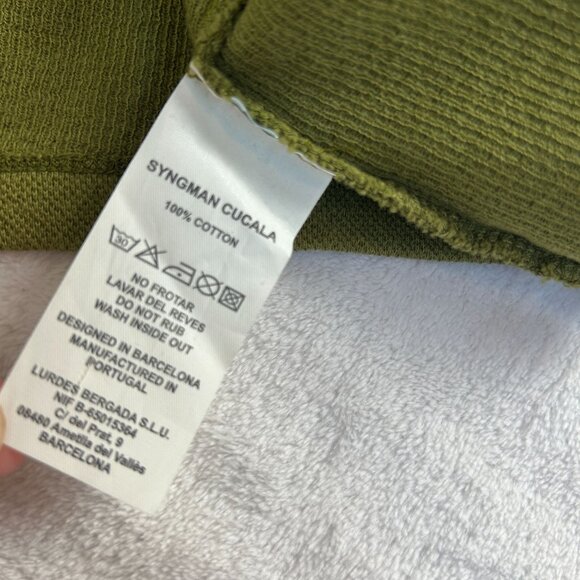 SYNGMAN CUCALA
100% COTTON
30
NO FROTAR
LAVAR DEL REVES
DO NOT RUB
WASH INSIDE OUT
DESIGNED IN BARCELONA
MANUFACTURED IN
PORTUGAL
LURDES BERGADA S.L.U.
NIF B-65015364
C/ del Prat, 9
08480 Ametlla del Vallès
BARCELONA